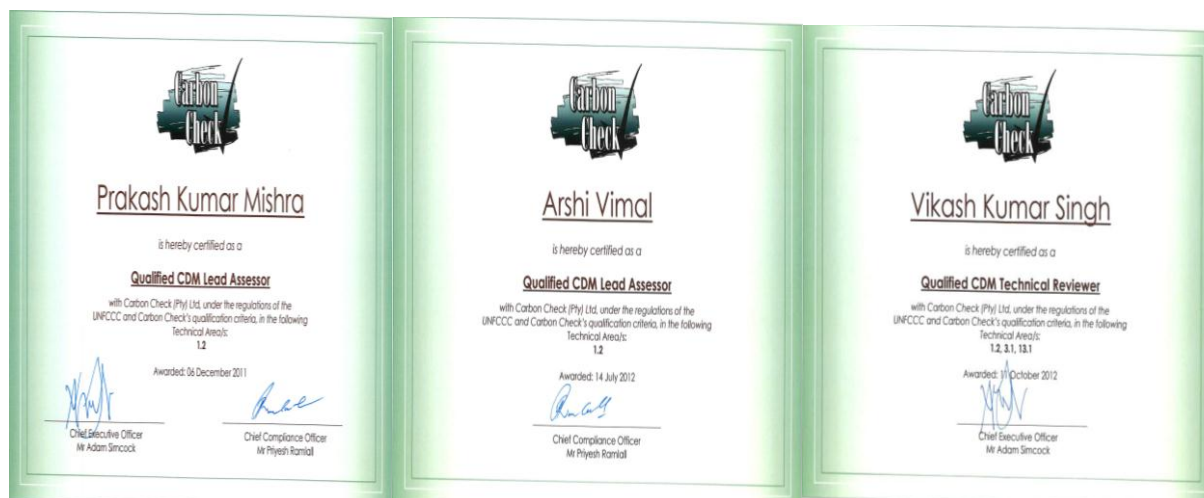 Carbon
Check
Prakash Kumar Mishra
is hereby certified as a
Qualified CDM Lead Assessor
with Carbon Check (Pty) Ltd, under the regulations of the
UNFCCC and Carbon Check's qualification criteria, in the following
Technical Area/s:
1.2
Awarded: 06 December 2011
Chief Executive Officer
Mr Adam Simcock
Chief Compliance Officer
Mr Priyesh Ramlall
Carbon
Check
Arshi Vimal
is hereby certified as a
Qualified CDM Lead Assessor
with Carbon Check (Pty) Ltd, under the regulations of the
UNFCCC and Carbon Check's qualification criteria, in the following
Technical Area/s:
1.2
Awarded: 14 July 2012
Chief Compliance Officer
Mr Priyesh Ramlall
Carbon
Check
Vikash Kumar Singh
is hereby certified as a
Qualified CDM Technical Reviewer
with Carbon Check (Pty) Ltd, under the regulations of the
UNFCCC and Carbon Check's qualification criteria, in the following
Technical Area/s:
1.2, 3.1, 13.1
Awarded: 11 October 2012
Chief Executive Officer
Mr Adam Simcock